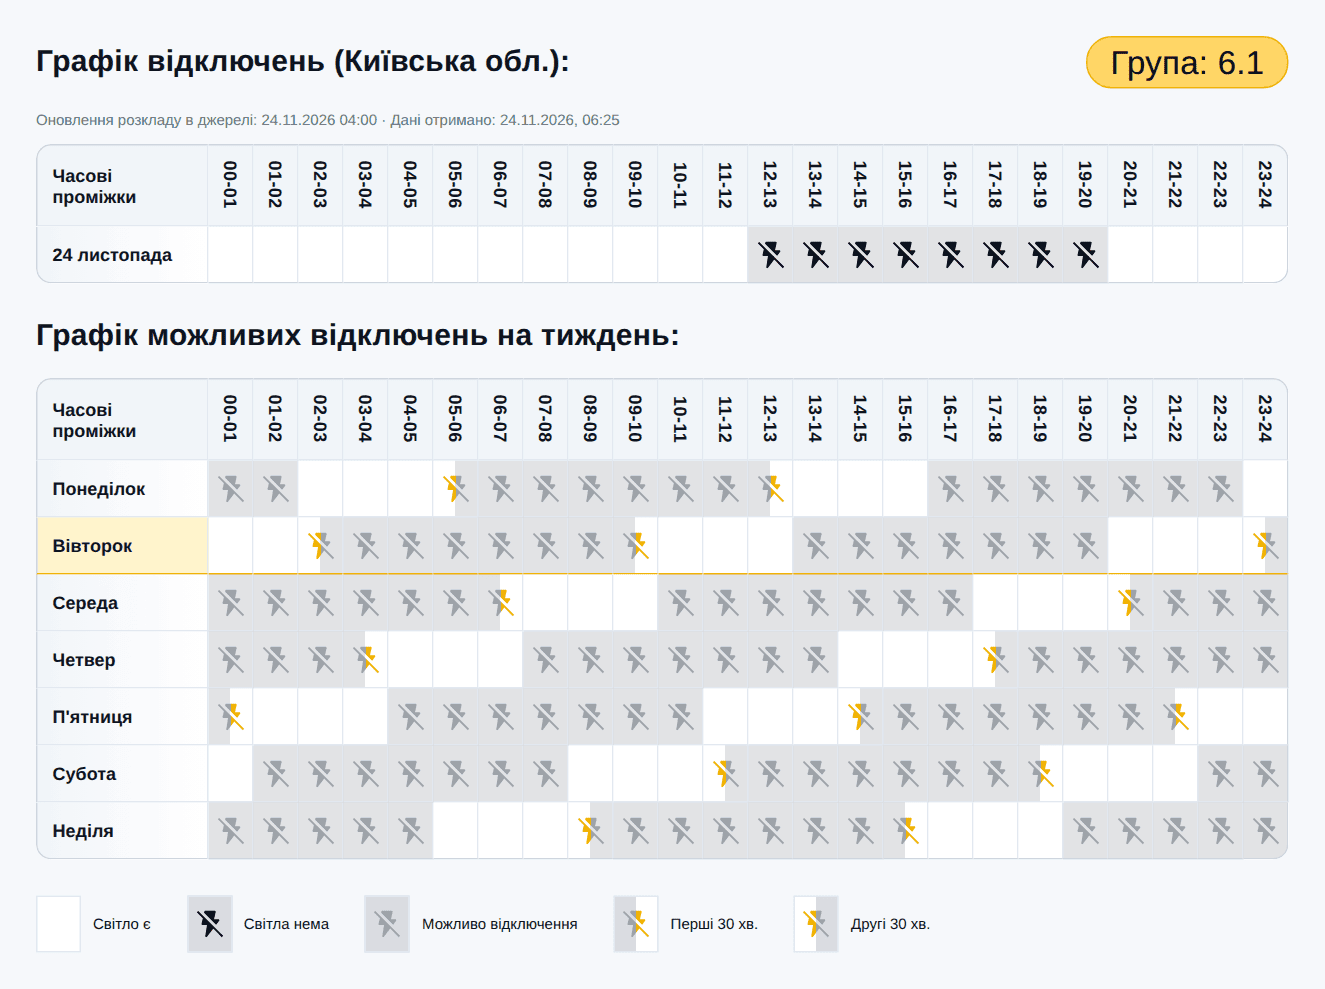 Графік відключень (Київська обл.):
Група: 6.1
Оновлення розкладу в джерелі: 24.11.2026 04:00 · Дані отримано: 24.11.2026, 06:25
Часові проміжки 00-01 01-02 02-03 03-04 04-05 05-06 06-07 07-08 08-09 09-10 10-11 11-12 12-13 13-14 14-15 15-16 16-17 17-18 18-19 19-20 20-21 21-22 22-23 23-24
24 листопада
Графік можливих відключень на тиждень:
Часові проміжки 00-01 01-02 02-03 03-04 04-05 05-06 06-07 07-08 08-09 09-10 10-11 11-12 12-13 13-14 14-15 15-16 16-17 17-18 18-19 19-20 20-21 21-22 22-23 23-24
Понеділок
Вівторок
Середа
Четвер
П'ятниця
Субота
Неділя
Світло є Світла нема Можливо відключення Перші 30 хв. Другі 30 хв.